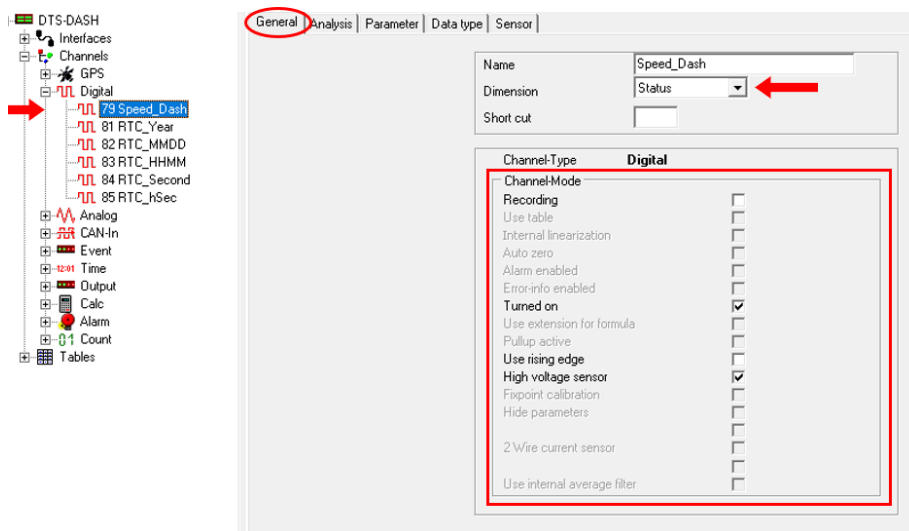 DTS-DASH
Interfaces
Channels
GPS
Digital
79 Speed_Dash
81 RTC_Year
82 RTC_MMDD
83 RTC_HHMM
84 RTC_Second
85 RTC_hSec
Analog
CAN-In
Event
12:01 Time
Output
Calc
Alarm
01 Count
Tables
General Analysis Parameter Data type Sensor
Name Speed_Dash
Dimension Status
Short cut
Channel-Type Digital
Channel-Mode
Recording
Use table
Internal linearization
Auto zero
Alarm enabled
Error-info enabled
Turned on
Use extension for formula
Pullup active
Use rising edge
High voltage sensor
Fixpoint calibration
Hide parameters
2 Wire current sensor
Use internal average filter